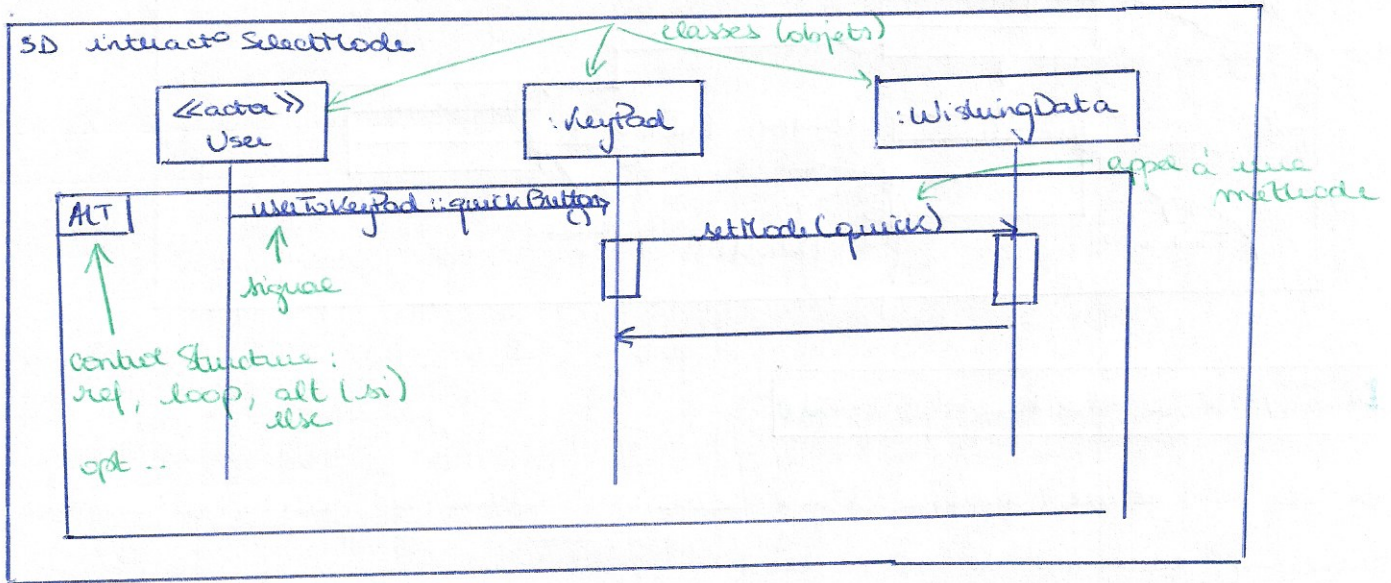 SD interact° SelectMode
classes (objets)
<<actor>>
User
:KeyPad
:WishingData
appel à une
méthode
ALT
userToKeyPad::quickButton()
setMode(quick)
signal
control Structure :
ref, loop, alt (si)
else
opt ..